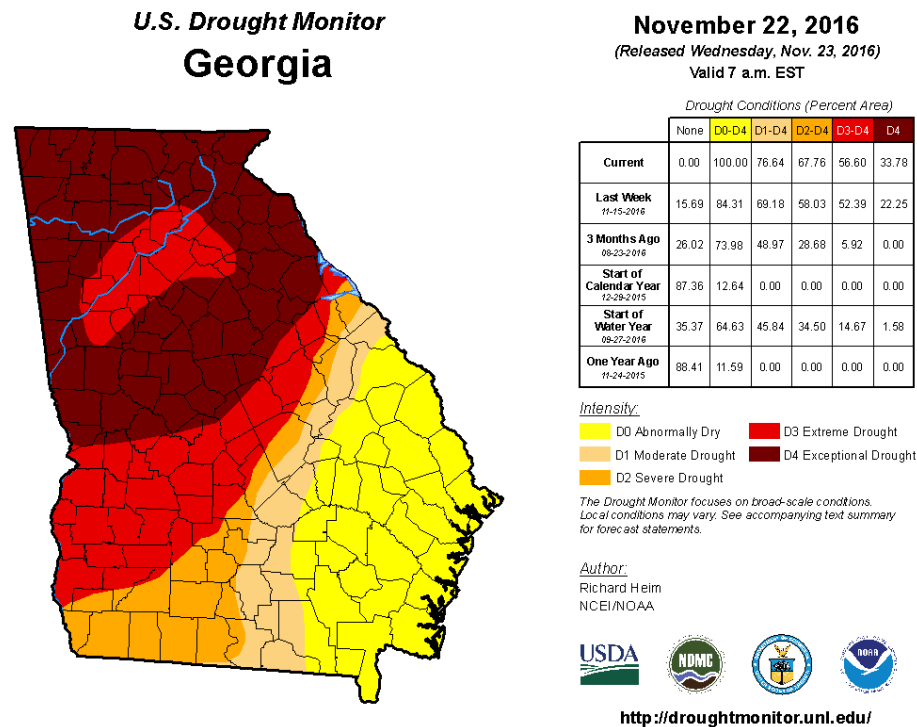 U.S. Drought Monitor
Georgia
November 22, 2016
(Released Wednesday, Nov. 23, 2016)
Valid 7 a.m. EST
Drought Conditions (Percent Area)
None D0-D4 D1-D4 D2-D4 D3-D4 D4
Current 0.00 100.00 76.64 67.76 56.60 33.78
Last Week
11-15-2016
15.69 84.31 69.18 58.03 52.39 22.25
3 Months Ago
08-23-2016
26.02 73.98 48.97 28.68 5.92 0.00
Start of
Calendar Year
12-29-2015
87.36 12.64 0.00 0.00 0.00 0.00
Start of
Water Year
09-27-2016
35.37 64.63 45.84 34.50 14.67 1.58
One Year Ago
11-24-2015
88.41 11.59 0.00 0.00 0.00 0.00
Intensity:
D0 Abnormally Dry
D1 Moderate Drought
D2 Severe Drought
D3 Extreme Drought
D4 Exceptional Drought
The Drought Monitor focuses on broad-scale conditions.
Local conditions may vary. See accompanying text summary
for forecast statements.
Author:
Richard Heim
NCEI/NOAA
USDA
NDMC
NOAA
http://droughtmonitor.unl.edu/